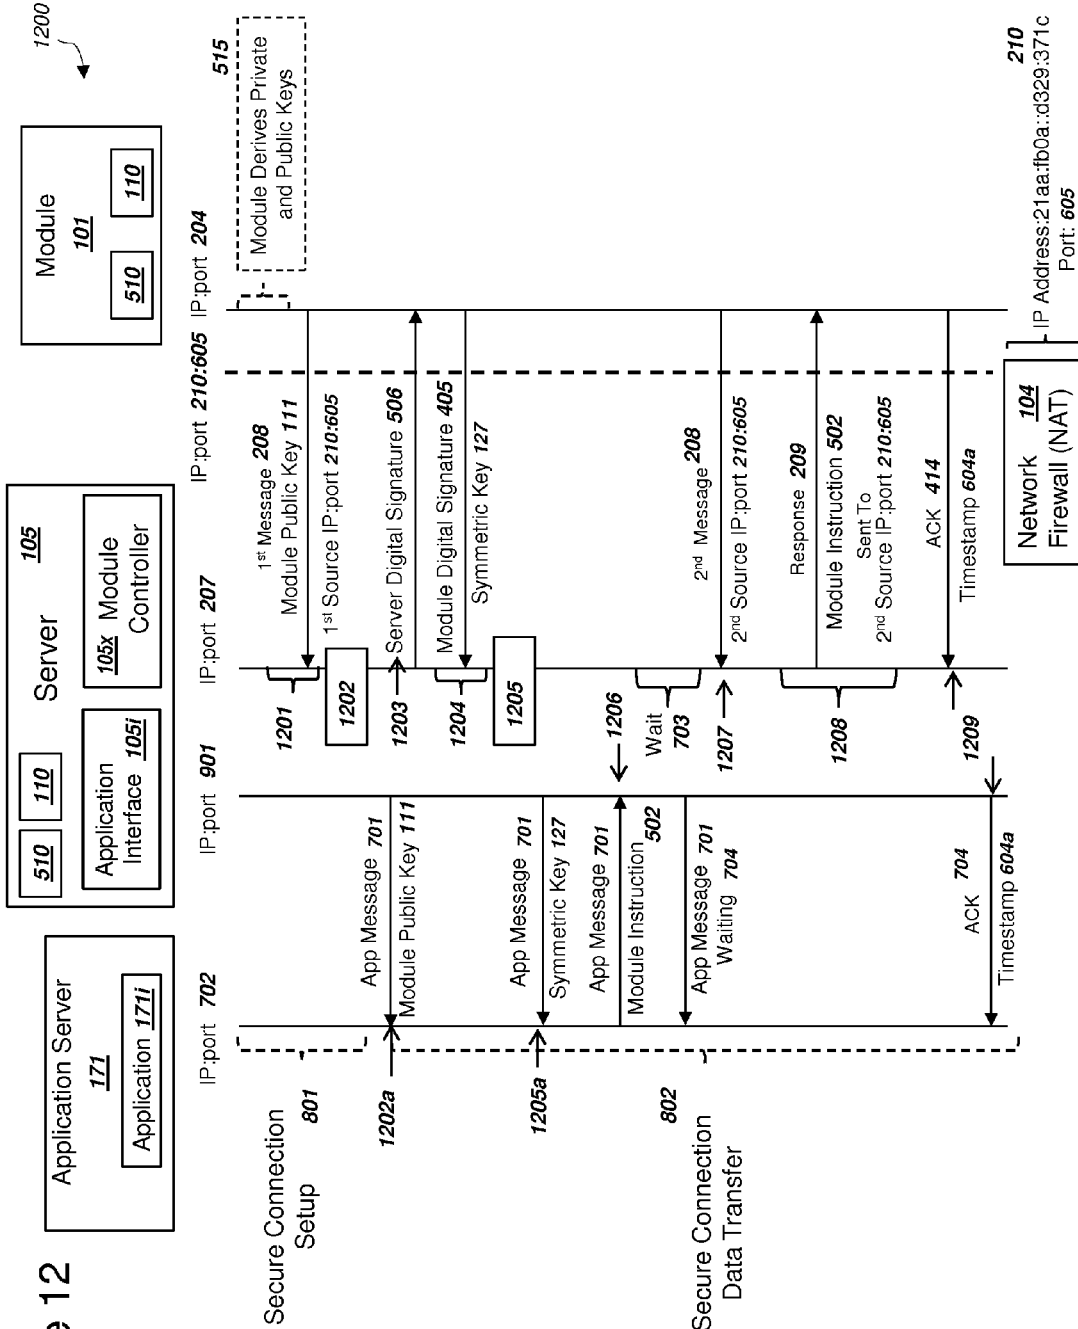 e 12
1200
Application Server
171
Application 171i
Server
105
510
110
Application
Interface 105i
105x Module
Controller
Module
101
510
110
IP:port 702
IP:port 901
IP:port 207
IP:port 210:605
IP:port 204
515
Module Derives Private
and Public Keys
Secure Connection
Setup
801
1201
1st Message 208
Module Public Key 111
1st Source IP:port 210:605
1202
1202a
App Message 701
Module Public Key 111
1203
Server Digital Signature 506
1204
Module Digital Signature 405
Symmetric Key 127
1205
1205a
App Message 701
Symmetric Key 127
1206
App Message 701
Module Instruction
502
Secure Connection
Data Transfer
802
App Message 701
Waiting 704
Wait
703
1207
2nd Message 208
2nd Source IP:port 210:605
1208
Response 209
Module Instruction 502
Sent To
2nd Source IP:port 210:605
1209
ACK 414
Timestamp 604a
ACK 704
Timestamp 604a
Network 104
Firewall (NAT)
210
IP Address:21aa:fb0a::d329:371c
Port: 605